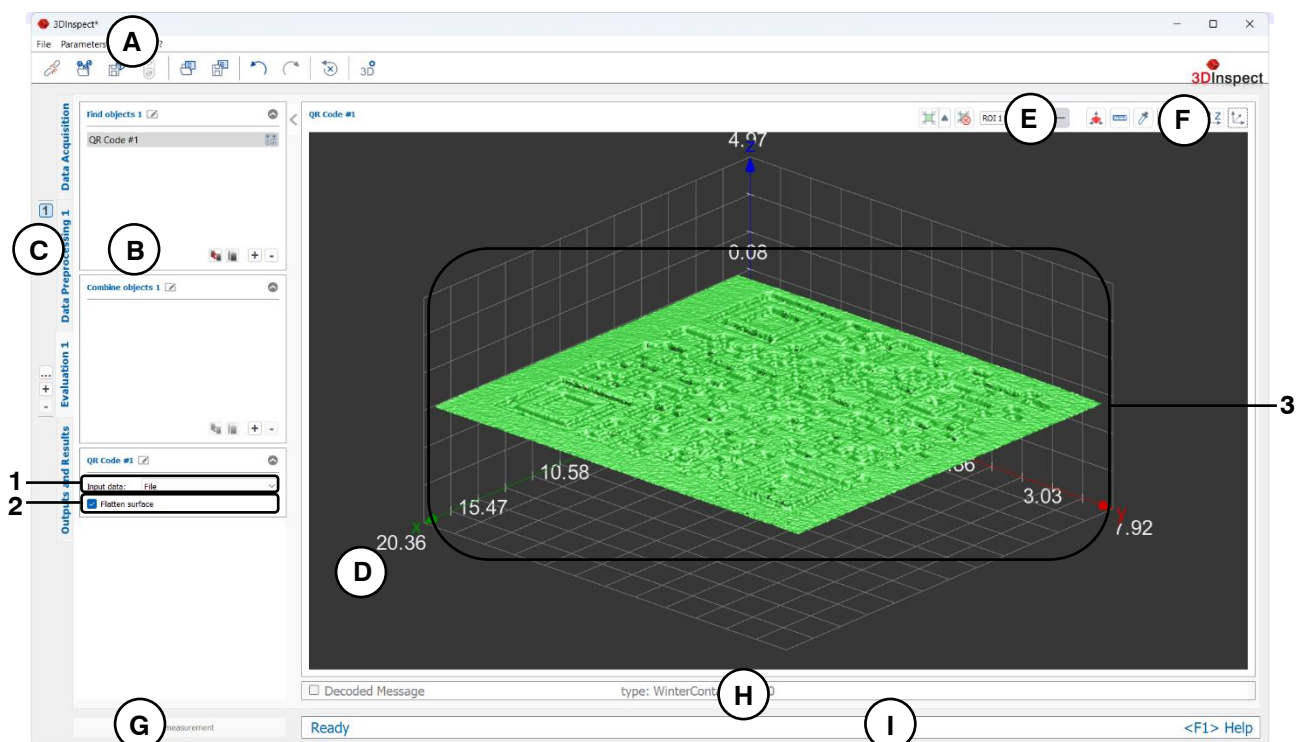 3DInspect*
File Parameters ?
A
3D
3DInspect
Data Acquisition
Data Preprocessing 1
Evaluation 1
Outputs and Results
1
...
+
-
C
Find objects 1
QR Code #1
B
+ -
Combine objects 1
+ -
QR Code #1
1
Input data: File
2
Flatten surface
QR Code #1
ROI 1
E
F
Z
4.97
z
0.08
10.58
15.47
x
20.36
D
3.03
y
7.92
3
Decoded Message
type: WinterCont
H
0
G
measurement
Ready
I
<F1> Help